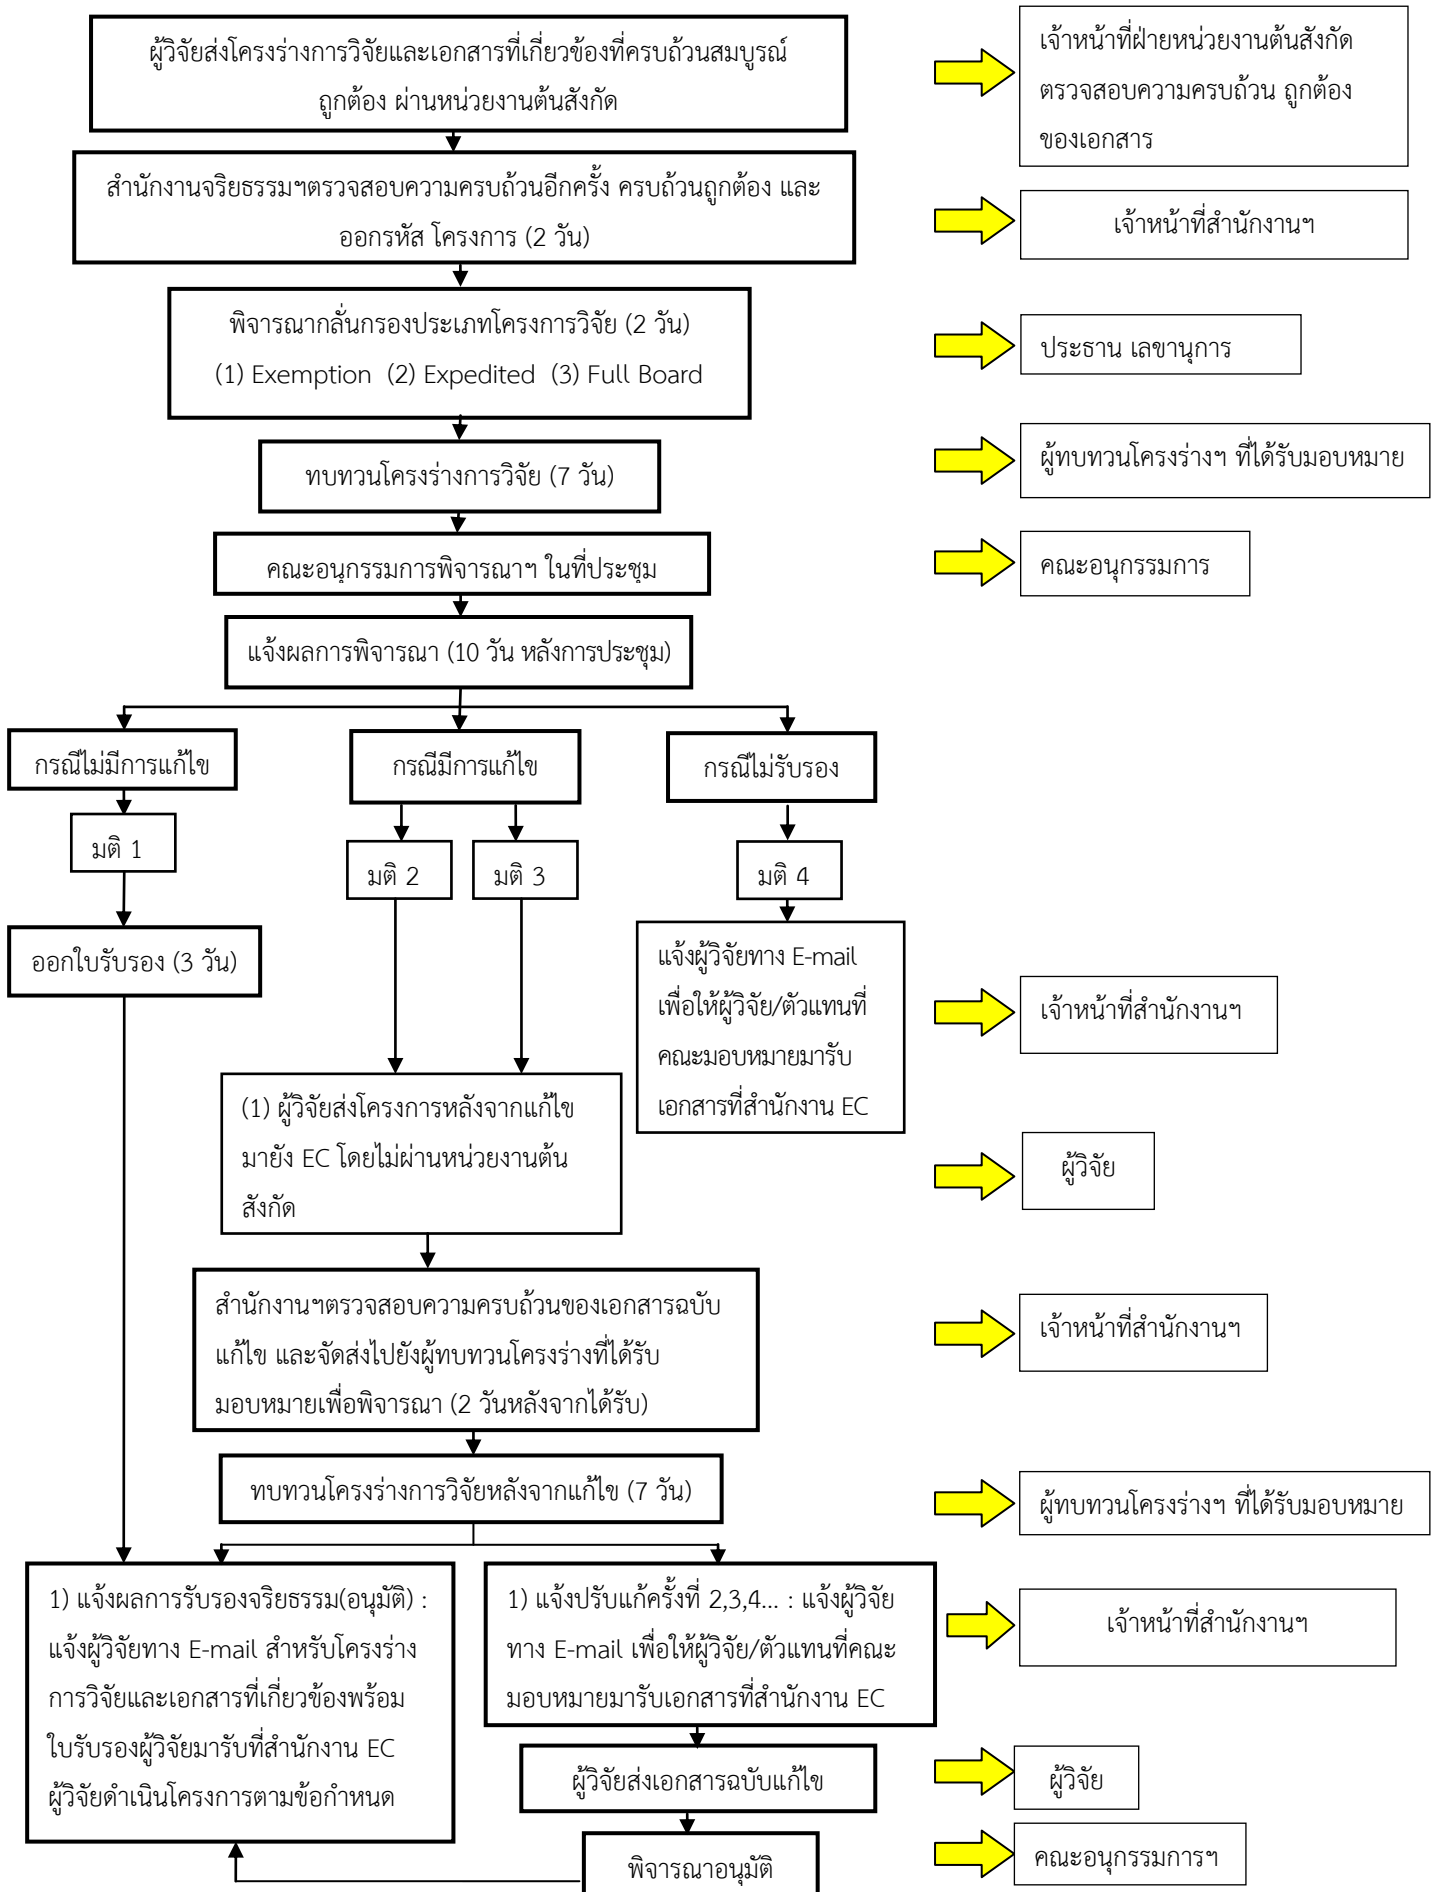 ผู้วิจัยส่งโครงร่างการวิจัยและเอกสารที่เกี่ยวข้องที่ครบถ้วนสมบูรณ์
ถูกต้อง ผ่านหน่วยงานต้นสังกัด
เจ้าหน้าที่ฝ่ายหน่วยงานต้นสังกัด
ตรวจสอบความครบถ้วน ถูกต้อง
ของเอกสาร
สำนักงานจริยธรรมฯตรวจสอบความครบถ้วนอีกครั้ง ครบถ้วนถูกต้อง และ
ออกรหัส โครงการ (2 วัน)
เจ้าหน้าที่สำนักงานฯ
พิจารณากลั่นกรองประเภทโครงการวิจัย (2 วัน)
(1) Exemption (2) Expedited (3) Full Board
ประธาน เลขานุการ
ทบทวนโครงร่างการวิจัย (7 วัน)
ผู้ทบทวนโครงร่างฯ ที่ได้รับมอบหมาย
คณะอนุกรรมการพิจารณาฯ ในที่ประชุม
คณะอนุกรรมการ
แจ้งผลการพิจารณา (10 วัน หลังการประชุม)
กรณีไม่มีการแก้ไข
กรณีมีการแก้ไข
กรณีไม่รับรอง
มติ 1
มติ 2
มติ 3
มติ 4
ออกใบรับรอง (3 วัน)
แจ้งผู้วิจัยทาง E-mail
เพื่อให้ผู้วิจัย/ตัวแทนที่
คณะมอบหมายมารับ
เอกสารที่สำนักงาน EC
เจ้าหน้าที่สำนักงานฯ
(1) ผู้วิจัยส่งโครงการหลังจากแก้ไข
มายัง EC โดยไม่ผ่านหน่วยงานต้น
สังกัด
ผู้วิจัย
สำนักงานฯตรวจสอบความครบถ้วนของเอกสารฉบับ
แก้ไข และจัดส่งไปยังผู้ทบทวนโครงร่างที่ได้รับ
มอบหมายเพื่อพิจารณา (2 วันหลังจากได้รับ)
เจ้าหน้าที่สำนักงานฯ
ทบทวนโครงร่างการวิจัยหลังจากแก้ไข (7 วัน)
ผู้ทบทวนโครงร่างฯ ที่ได้รับมอบหมาย
1) แจ้งผลการรับรองจริยธรรม(อนุมัติ) :
แจ้งผู้วิจัยทาง E-mail สำหรับโครงร่าง
การวิจัยและเอกสารที่เกี่ยวข้องพร้อม
ใบรับรองผู้วิจัยมารับที่สำนักงาน EC
ผู้วิจัยดำเนินโครงการตามข้อกำหนด
1) แจ้งปรับแก้ครั้งที่ 2,3,4... : แจ้งผู้วิจัย
ทาง E-mail เพื่อให้ผู้วิจัย/ตัวแทนที่คณะ
มอบหมายมารับเอกสารที่สำนักงาน EC
เจ้าหน้าที่สำนักงานฯ
ผู้วิจัยส่งเอกสารฉบับแก้ไข
ผู้วิจัย
พิจารณาอนุมัติ
คณะอนุกรรมการฯ